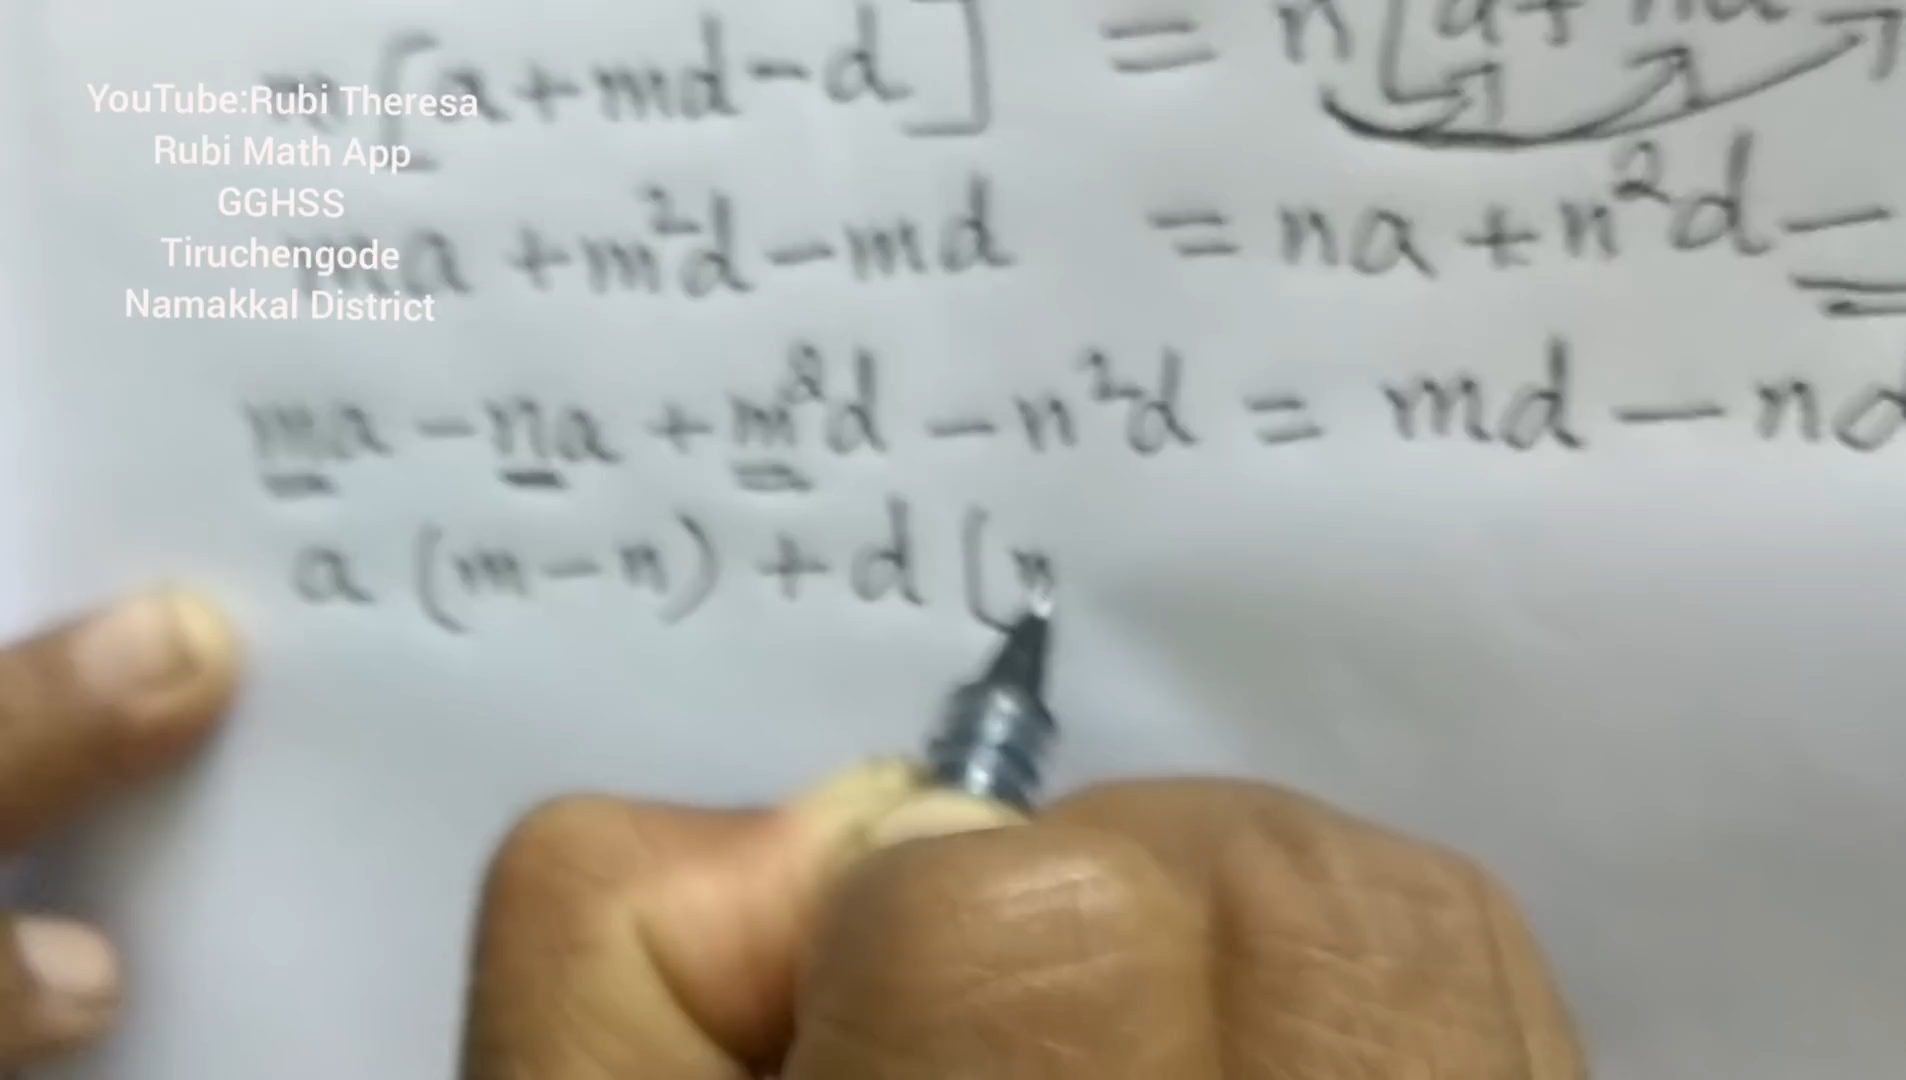 YouTube:Rubi Theresa
Rubi Math App
GGHSS
Tiruchengode
Namakkal District
m[a+md-d] = n[a+nd
ma +m²d-md = na+n²d-
ma-na+m²d-n²d = md-nd
a (m-n) +d (m